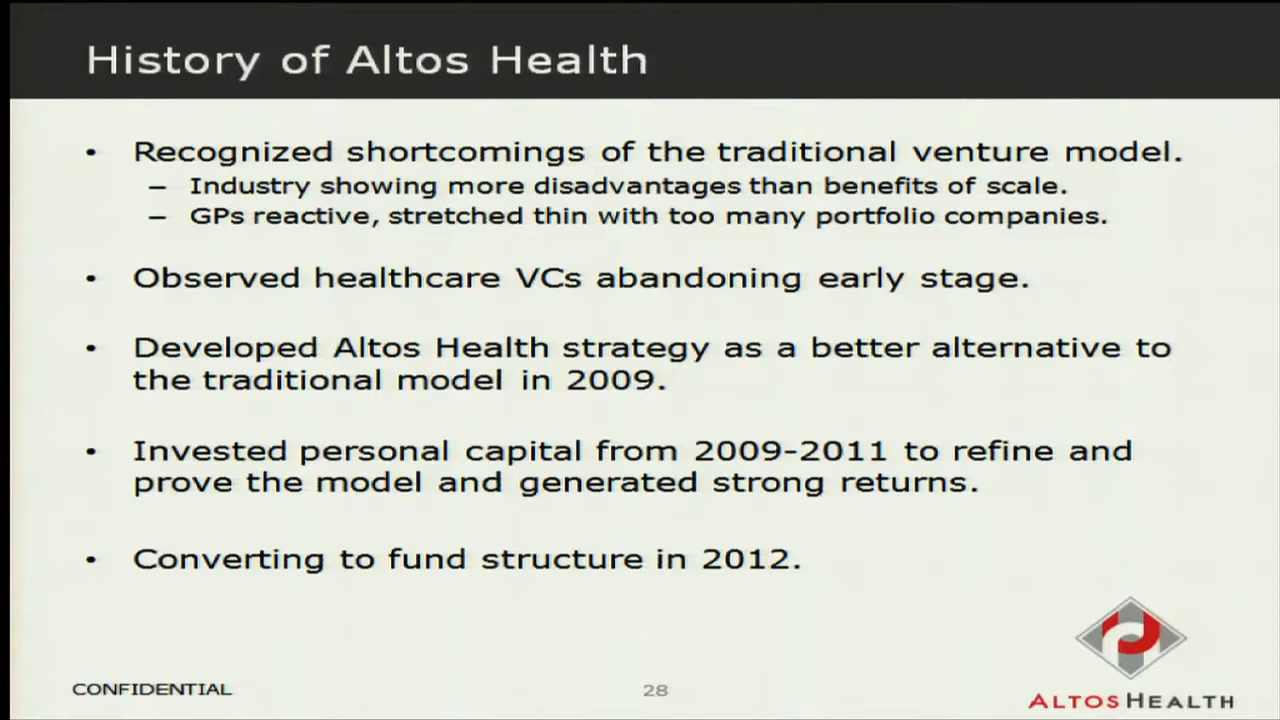 History of Altos Health
• Recognized shortcomings of the traditional venture model.
– Industry showing more disadvantages than benefits of scale.
– GPs reactive, stretched thin with too many portfolio companies.
• Observed healthcare VCs abandoning early stage.
• Developed Altos Health strategy as a better alternative to
the traditional model in 2009.
• Invested personal capital from 2009-2011 to refine and
prove the model and generated strong returns.
• Converting to fund structure in 2012.
CONFIDENTIAL
28
ALTOSHEALTH